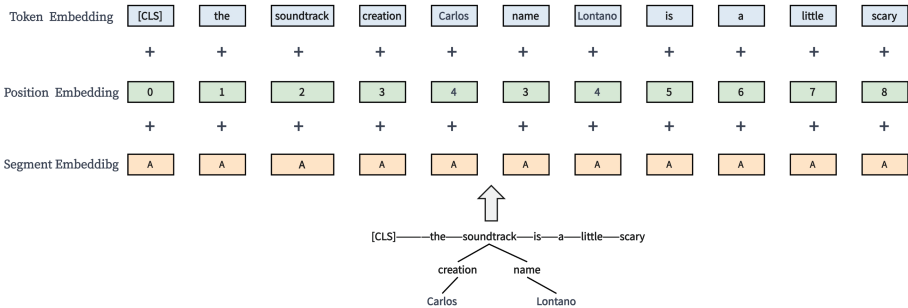 Token Embedding [CLS] the soundtrack creation Carlos name Lontano is a little scary
+ + + + + + + + + + +
Position Embedding 0 1 2 3 4 3 4 5 6 7 8
+ + + + + + + + + + +
Segment Embeddibg A A A A A A A A A A A
[CLS] the soundtrack is a little scary
creation name
Carlos Lontano